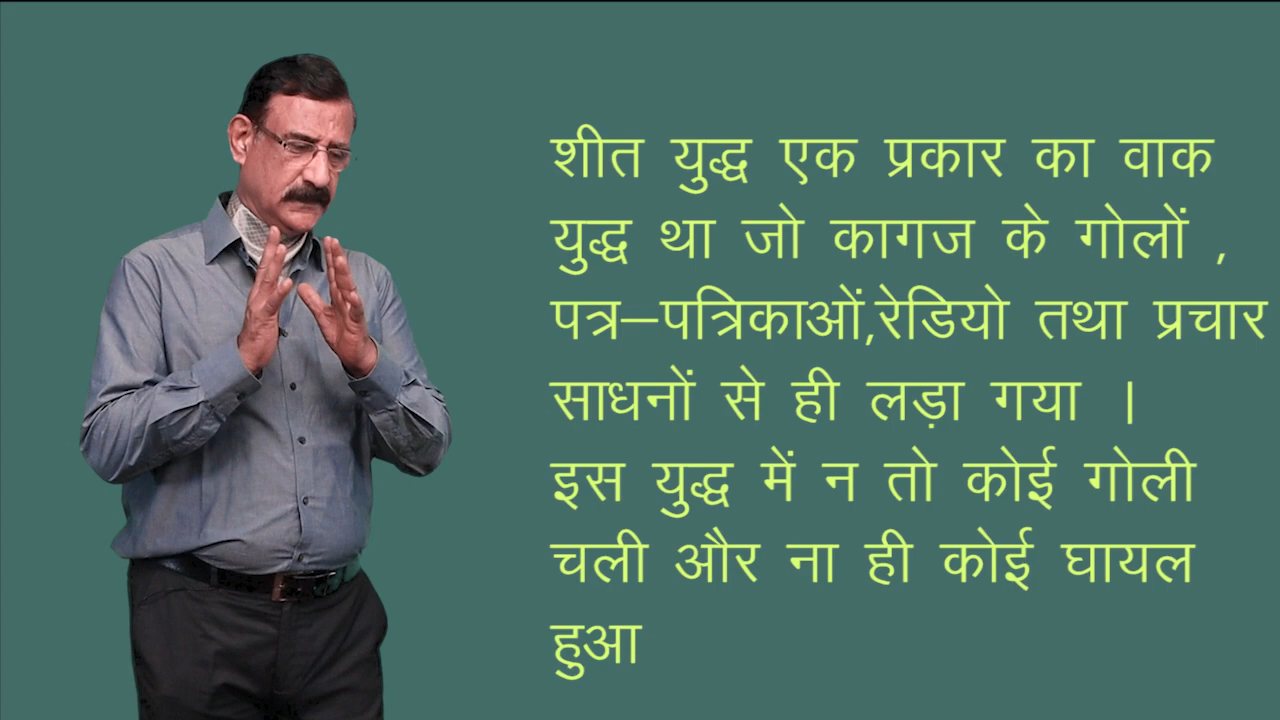 शीत युद्ध एक प्रकार का वाक
युद्ध था जो कागज के गोलों ,
पत्र–पत्रिकाओं,रेडियो तथा प्रचार
साधनों से ही लड़ा गया ।
इस युद्ध में न तो कोई गोली
चली और ना ही कोई घायल
हुआ